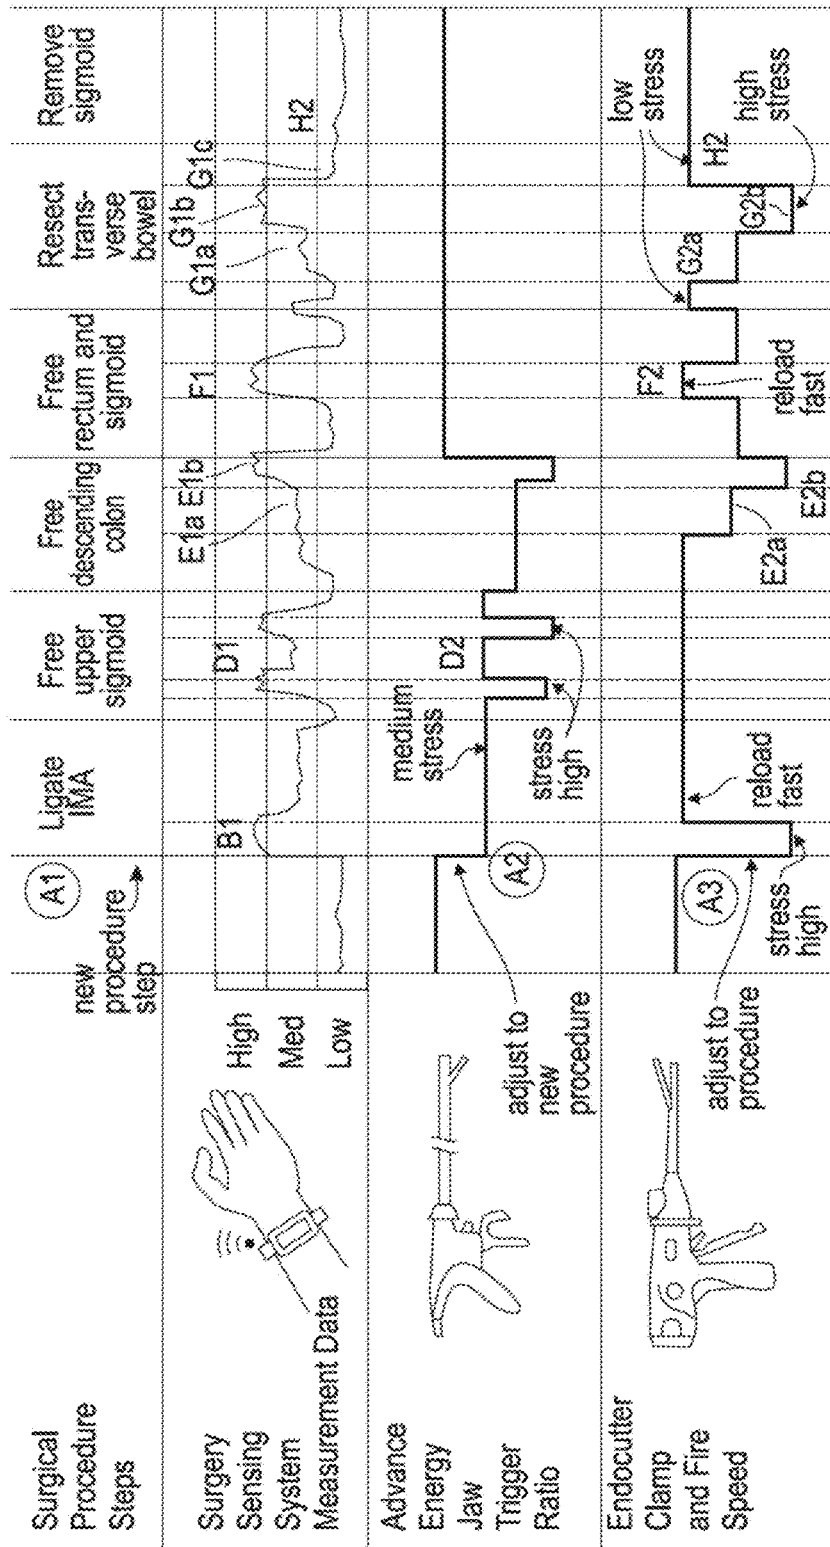 Surgical
Procedure
Steps
new
procedure
step
A1
Ligate
IMA
Free
upper
sigmoid
Free
descending
colon
Free
rectum and
sigmoid
Resect
trans-
verse
bowel
Remove
sigmoid
Surgery
Sensing
System
Measurement Data
High
Med
Low
B1
D1
E1a
E1b
F1
G1a
G1b
G1c
H2
Advance
Energy
Jaw
Trigger
Ratio
adjust to
new
procedure
A2
medium
stress
stress
high
D2
Endocutter
Clamp
and Fire
Speed
adjust to
procedure
A3
stress
high
reload
fast
E2a
E2b
F2
reload
fast
G2a
G2b
H2
low
stress
high
stress